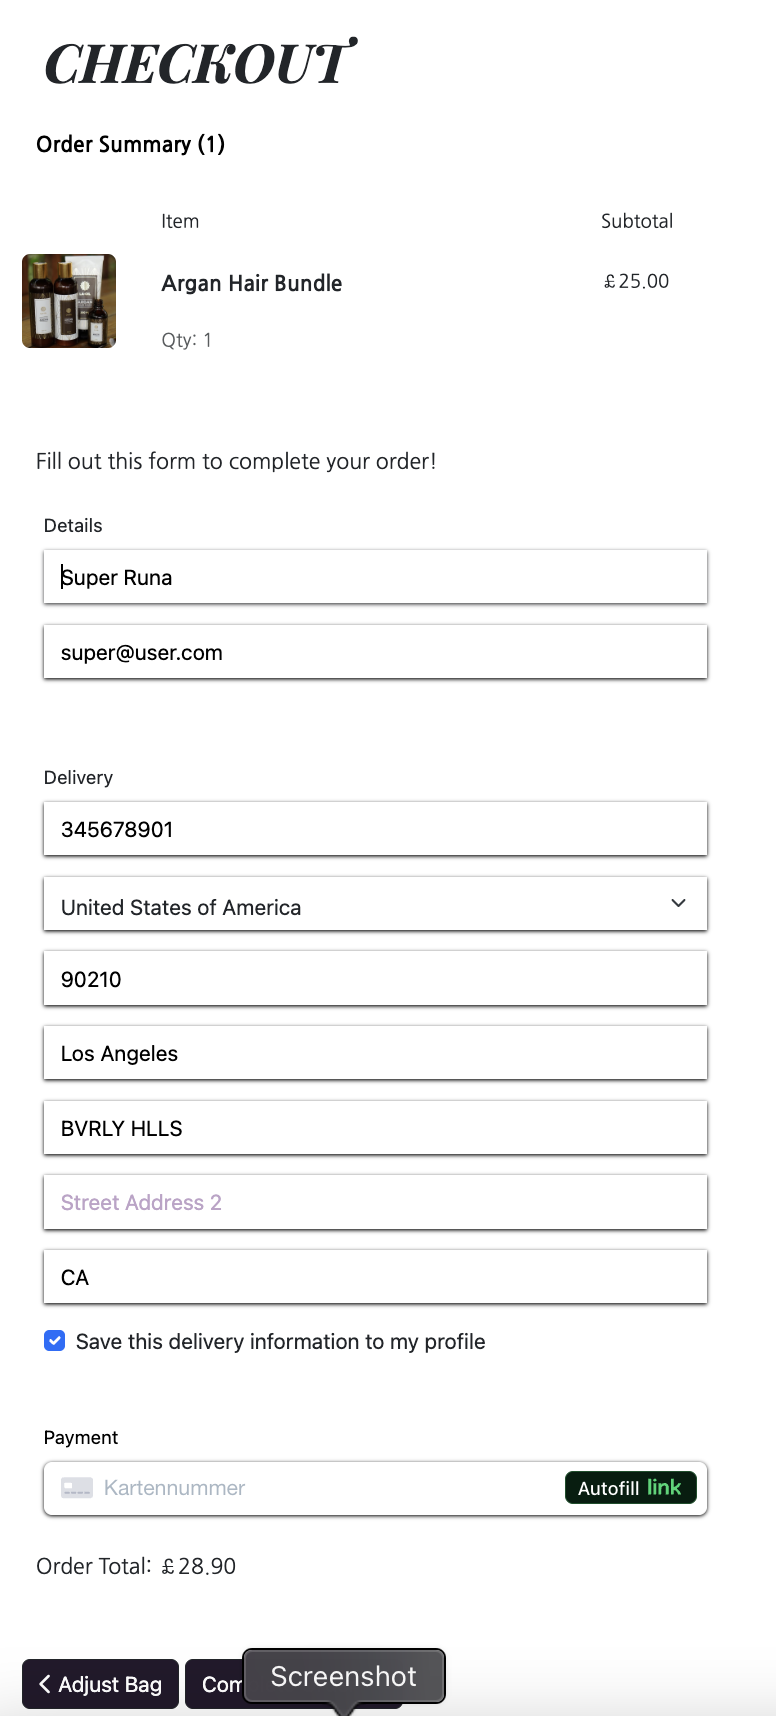 CHECKOUT
Order Summary (1)
Item Subtotal
Argan Hair Bundle £25.00
Qty: 1
Fill out this form to complete your order!
Details
Super Runa
super@user.com
Delivery
345678901
United States of America
90210
Los Angeles
BVRLY HLLS
Street Address 2
CA
Save this delivery information to my profile
Payment
Kartennummer Autofill link
Order Total: £28.90
Adjust Bag Com
Screenshot